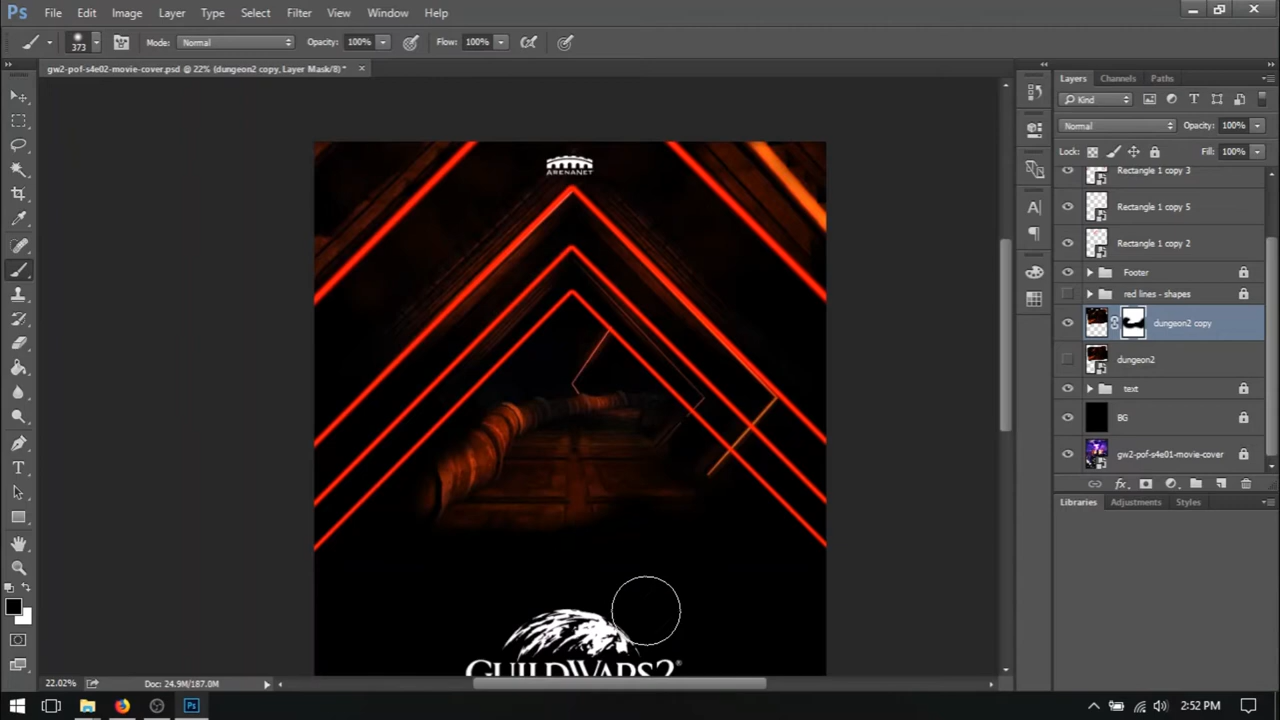 Ps File Edit Image Layer Type Select Filter View Window Help
373 Mode: Normal Opacity: 100% Flow: 100%
gw2-pof-s4e02-movie-cover.psd @ 22% (dungeon2 copy, Layer Mask/8) *
Layers Channels Paths
Kind
Normal Opacity: 100%
Lock: Fill: 100%
Rectangle 1 copy 3
Rectangle 1 copy 5
Rectangle 1 copy 2
Footer
red lines - shapes
dungeon2 copy
dungeon2
text
BG
gw2-pof-s4e01-movie-cover
Libraries Adjustments Styles
ARENANET
GUILDWARS2®
22.02% Doc: 24.9M/187.0M
2:52 PM